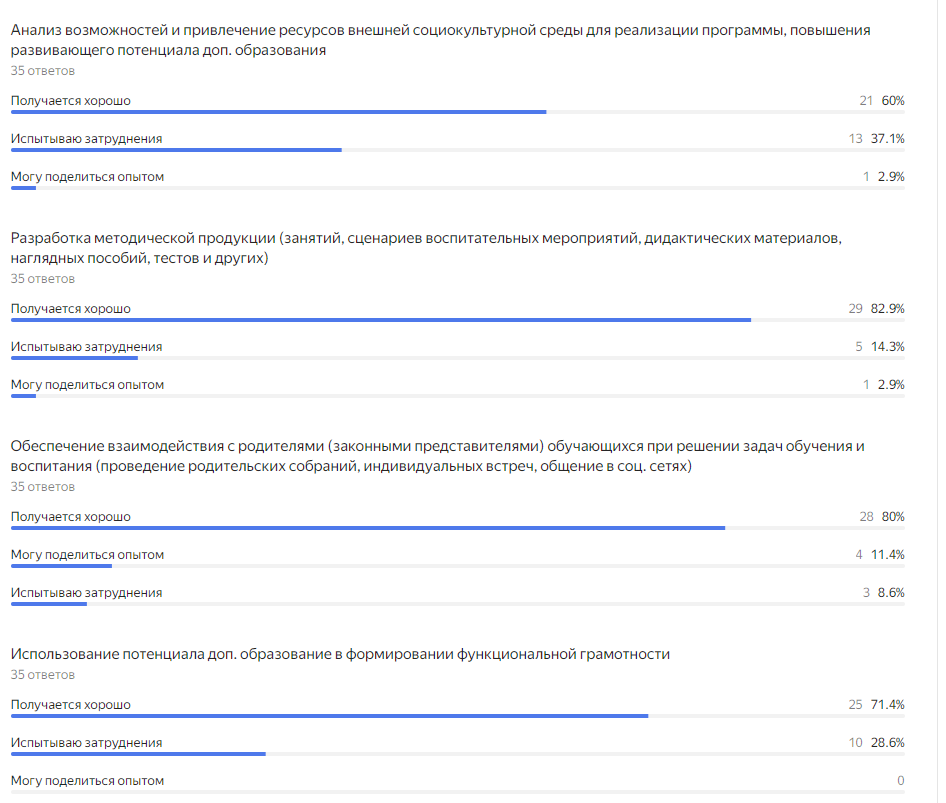 Анализ возможностей и привлечение ресурсов внешней социокультурной среды для реализации программы, повышения
развивающего потенциала доп. образования
35 ответов
Получается хорошо 21 60%
Испытываю затруднения 13 37.1%
Могу поделиться опытом 1 2.9%
Разработка методической продукции (занятий, сценариев воспитательных мероприятий, дидактических материалов,
наглядных пособий, тестов и других)
35 ответов
Получается хорошо 29 82.9%
Испытываю затруднения 5 14.3%
Могу поделиться опытом 1 2.9%
Обеспечение взаимодействия с родителями (законными представителями) обучающихся при решении задач обучения и
воспитания (проведение родительских собраний, индивидуальных встреч, общение в соц. сетях)
35 ответов
Получается хорошо 28 80%
Могу поделиться опытом 4 11.4%
Испытываю затруднения 3 8.6%
Использование потенциала доп. образование в формировании функциональной грамотности
35 ответов
Получается хорошо 25 71.4%
Испытываю затруднения 10 28.6%
Могу поделиться опытом 0